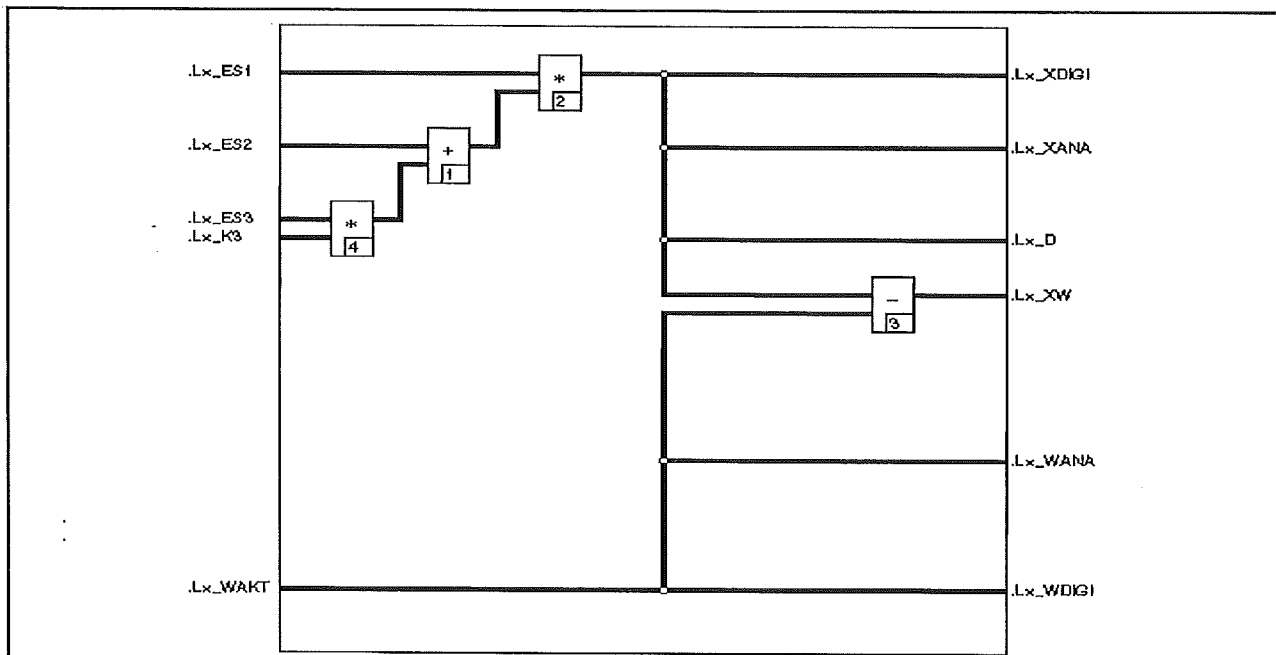 .Lx_ES1
*
2
.Lx_XDIGI
.Lx_ES2
+
1
.Lx_XANA
.Lx_ES3
.Lx_K3
*
4
.Lx_D
.Lx_XW
−
3
.Lx_WANA
.Lx_WAKT
.Lx_WDIGI